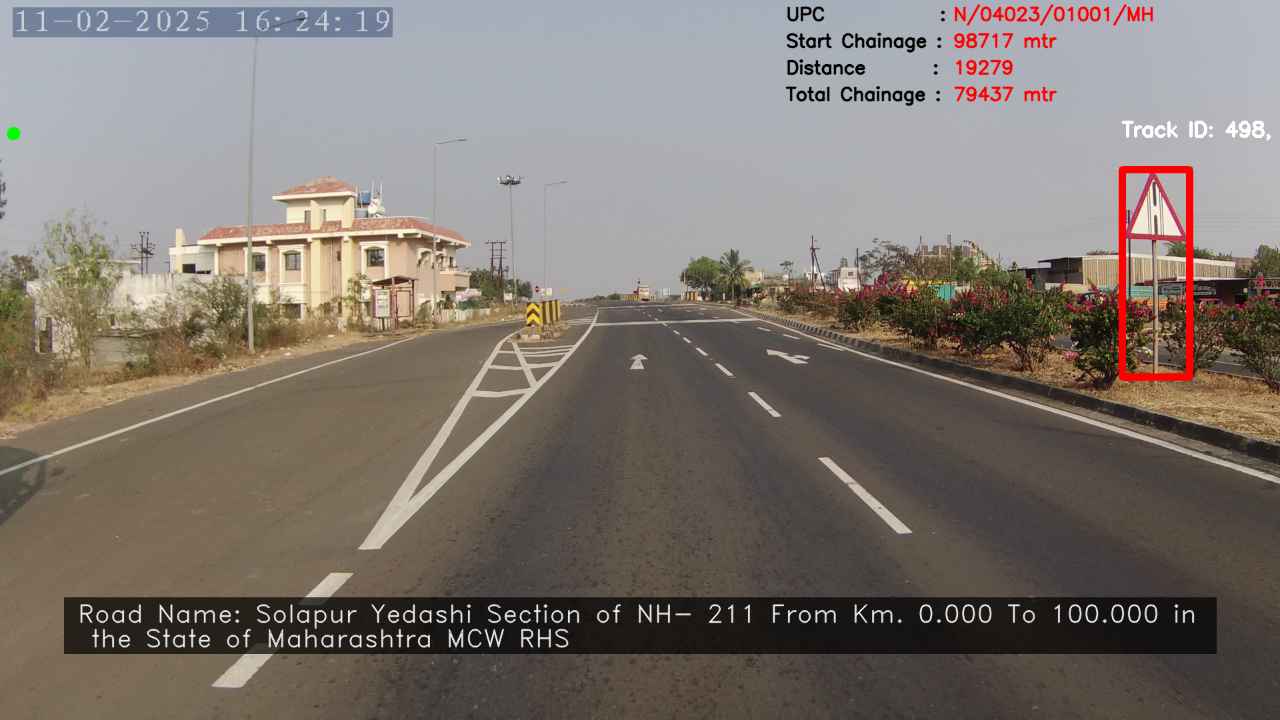 11-02-2025 16:24:19
UPC : N/04023/01001/MH
Start Chainage : 98717 mtr
Distance : 19279
Total Chainage : 79437 mtr
Track ID: 498,
Road Name: Solapur Yedashi Section of NH- 211 From Km. 0.000 To 100.000 in
the State of Maharashtra MCW RHS